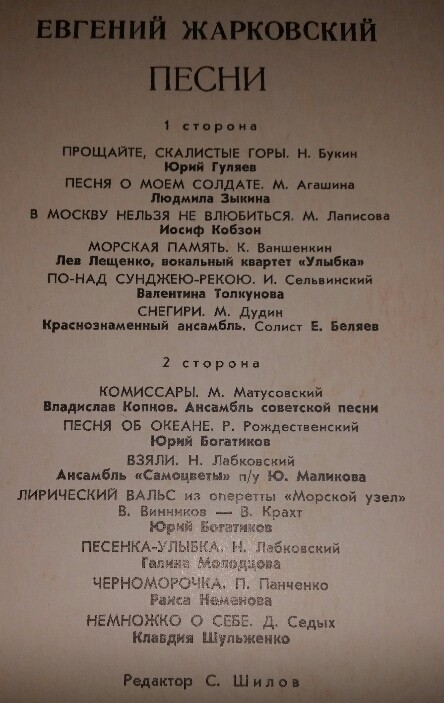 ЕВГЕНИЙ ЖАРКОВСКИЙ
ПЕСНИ
1 сторона
ПРОЩАЙТЕ, СКАЛИСТЫЕ ГОРЫ. Н. Букин
Юрий Гуляев
ПЕСНЯ О МОЕМ СОЛДАТЕ. М. Агашина
Людмила Зыкина
В МОСКВУ НЕЛЬЗЯ НЕ ВЛЮБИТЬСЯ. М. Лаписова
Иосиф Кобзон
МОРСКАЯ ПАМЯТЬ. К. Ваншенкин
Лев Лещенко, вокальный квартет «Улыбка»
ПО-НАД СУНДЖЕЮ-РЕКОЮ. И. Сельвинский
Валентина Толкунова
СНЕГИРИ. М. Дудин
Краснознаменный ансамбль. Солист Е. Беляев
2 сторона
КОМИССАРЫ. М. Матусовский
Владислав Копнов. Ансамбль советской песни
ПЕСНЯ ОБ ОКЕАНЕ. Р. Рождественский
Юрий Богатиков
ВЗЯЛИ. Н. Лабковский
Ансамбль «Самоцветы» п/у Ю. Маликова
ЛИРИЧЕСКИЙ ВАЛЬС из оперетты «Морской узел»
В. Винников — В. Крахт
Юрий Богатиков
ПЕСЕНКА-УЛЫБКА. Н. Лабковский
Галина Молодцова
ЧЕРНОМОРОЧКА. П. Панченко
Раиса Неменова
НЕМНОЖКО О СЕБЕ. Д. Седых
Клавдия Шульженко
Редактор С. Шилов